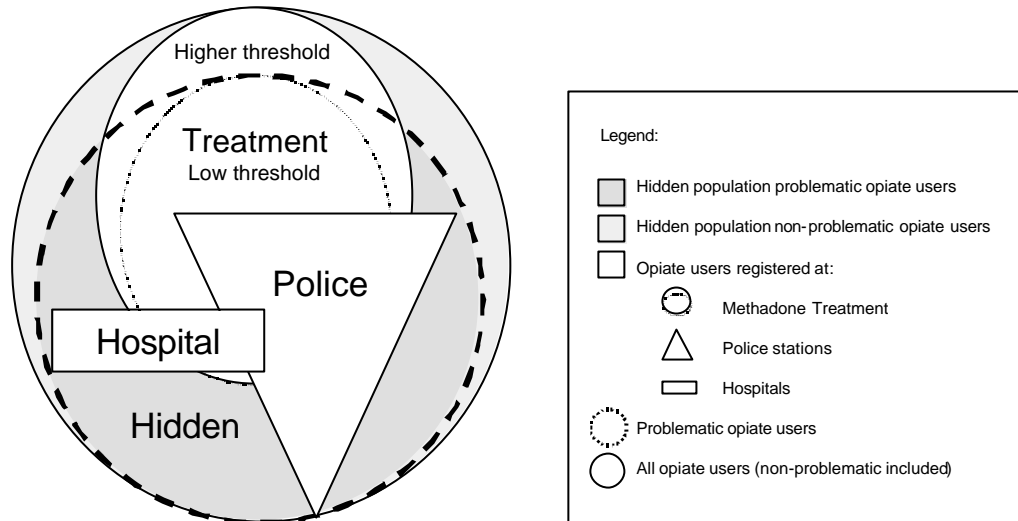 Higher threshold
Treatment
Low threshold
Police
Hospital
Hidden
Legend:
Hidden population problematic opiate users
Hidden population non-problematic opiate users
Opiate users registered at:
Methadone Treatment
Police stations
Hospitals
Problematic opiate users
All opiate users (non-problematic included)